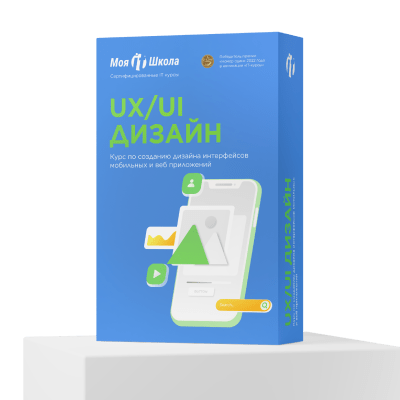 Моя Школа
Сертифицированные IT курсы
UX/UI
ДИЗАЙН
Курс по созданию дизайна интерфейсов
мобильных и веб приложений
UX/UI ДИЗАЙН